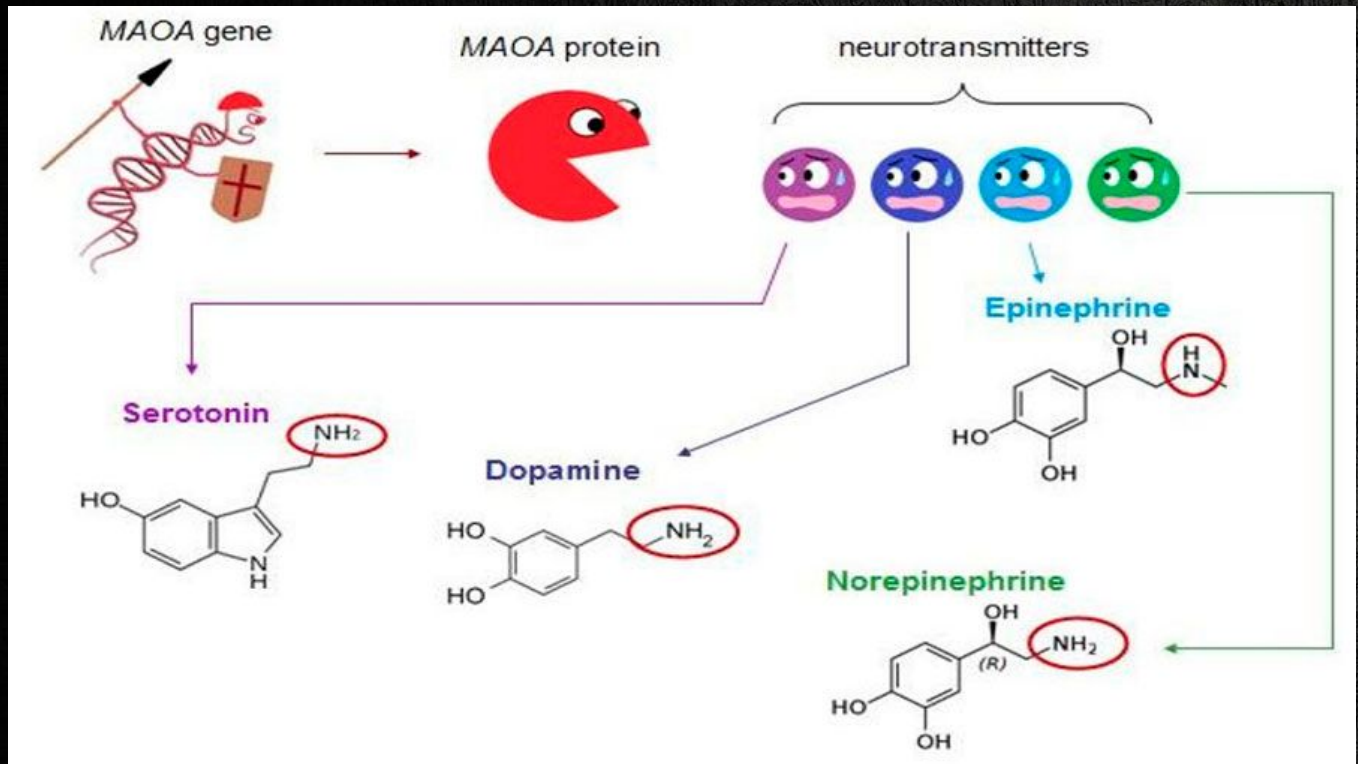 MAOA gene
MAOA protein
neurotransmitters
Epinephrine
OH
H
N
HO
OH
Serotonin
NH₂
HO
N
H
Dopamine
HO
NH₂
HO
Norepinephrine
OH
NH₂
(R)
HO
OH